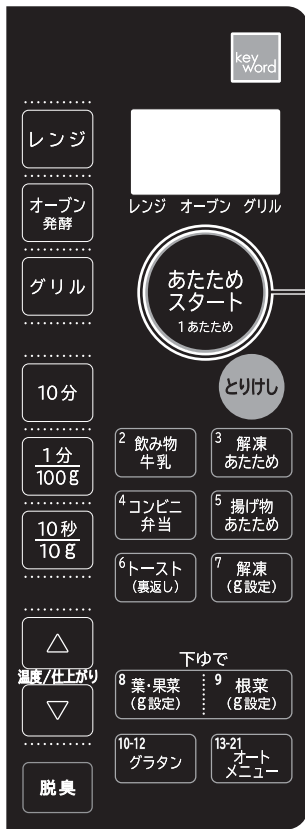 key
word
レンジ
オーブン
発酵
グリル
レンジ オーブン グリル
あたため
スタート
1あたため
とりけし
10分
1分
100g
10秒
10g
2 飲み物
牛乳
3 解凍
あたため
4 コンビニ
弁当
5 揚げ物
あたため
6 トースト
(裏返し)
7 解凍
(g設定)
温度/仕上がり
下ゆで
8 葉・果菜
(g設定)
9 根菜
(g設定)
10-12
グラタン
13-21
オート
メニュー
脱臭